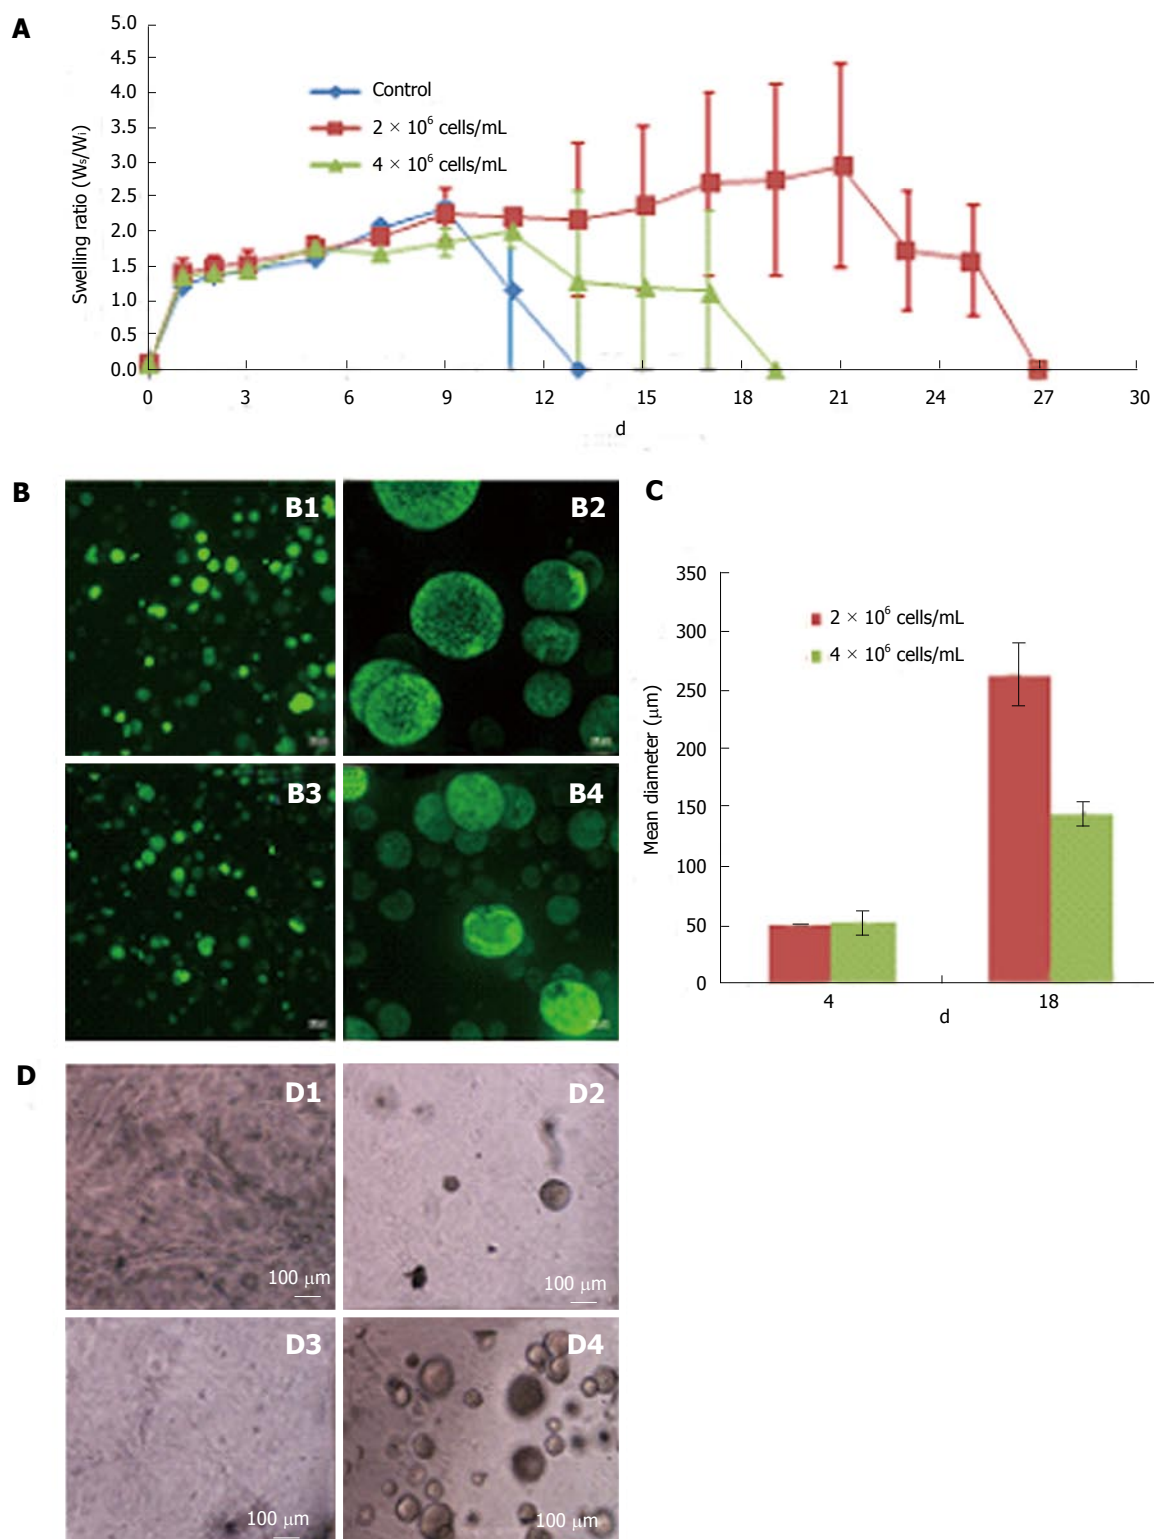 A
5.0
4.5
4.0
3.5
3.0
2.5
2.0
1.5
1.0
0.5
0.0
Swelling ratio (Ws/Wi)
Control
2 × 10⁶ cells/mL
4 × 10⁶ cells/mL
0 3 6 9 12 15 18 21 24 27 30
d
B
B1
B2
B3
B4
C
350
300
250
200
150
100
50
0
Mean diameter (μm)
2 × 10⁶ cells/mL
4 × 10⁶ cells/mL
4 18
d
D
D1
100 μm
D2
100 μm
D3
100 μm
D4
100 μm